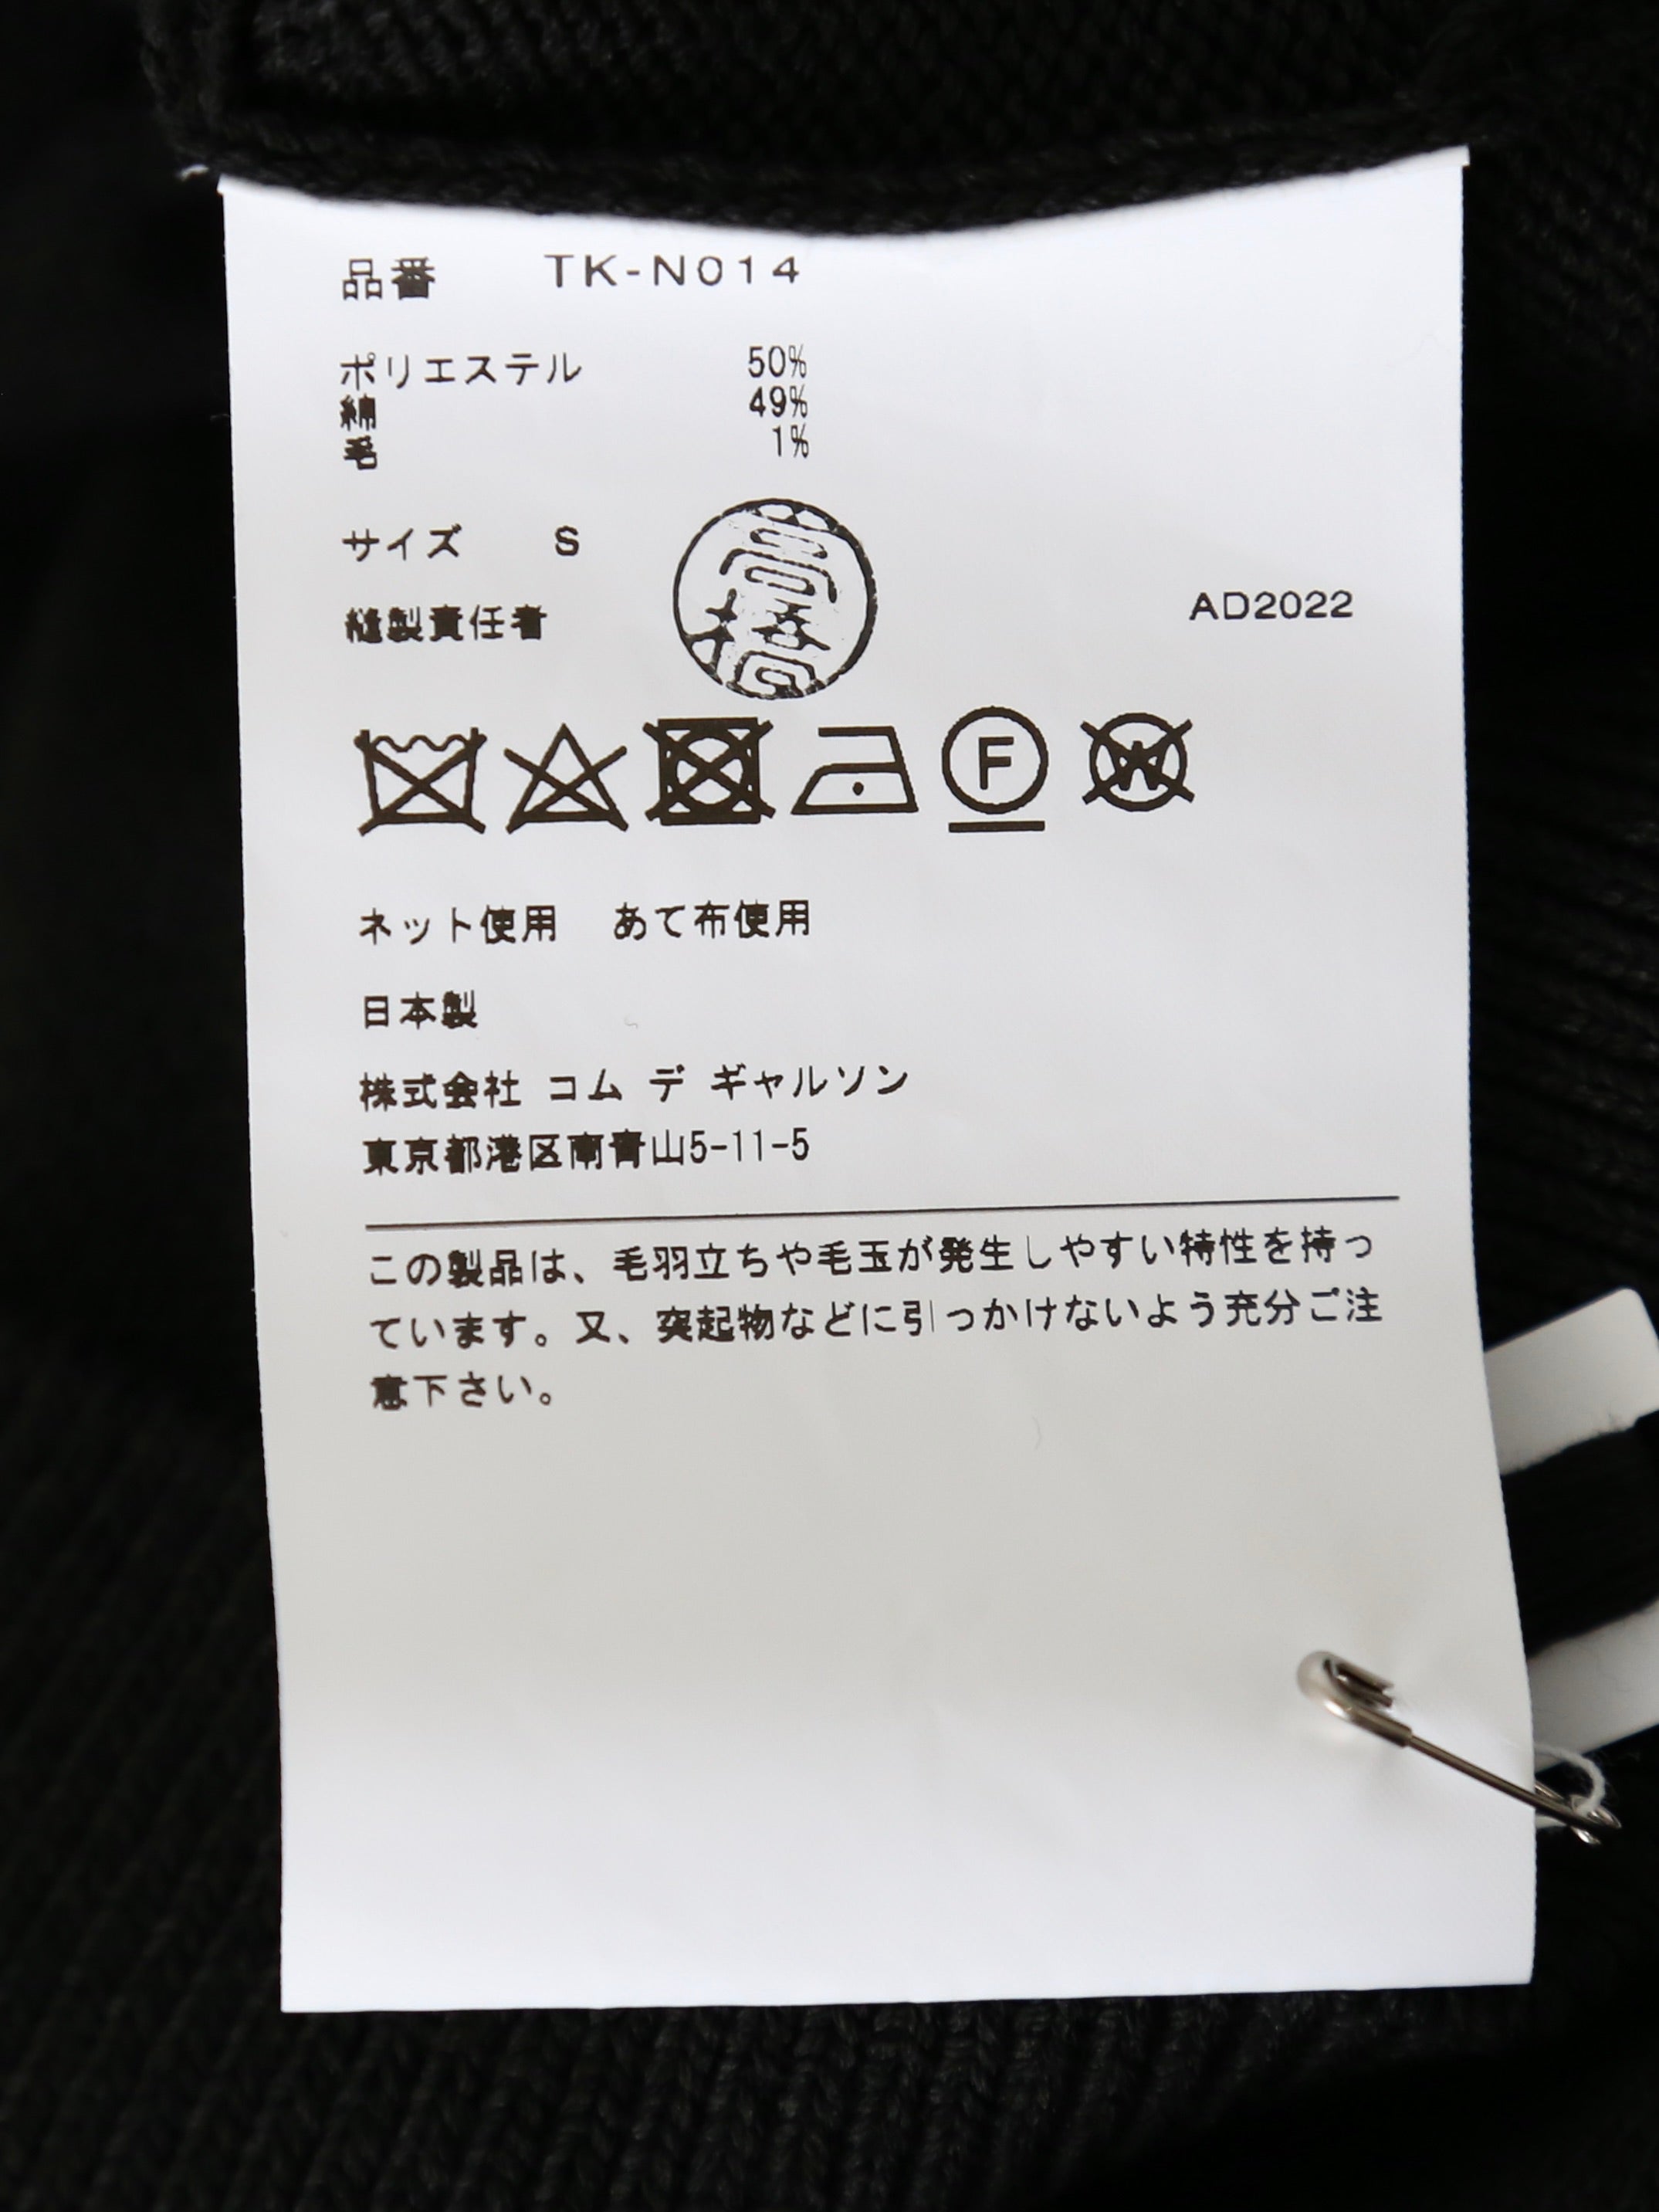 品番 TK-N014
ポリエステル 50%
綿 49%
毛 1%
サイズ S
縫製責任者 高橋
AD2022
F
W
ネット使用 あて布使用
日本製
株式会社 コム デ ギャルソン
東京都港区南青山5-11-5
この製品は、毛羽立ちや毛玉が発生しやすい特性を持っ
ています。又、突起物などに引っかけないよう充分ご注
意下さい。